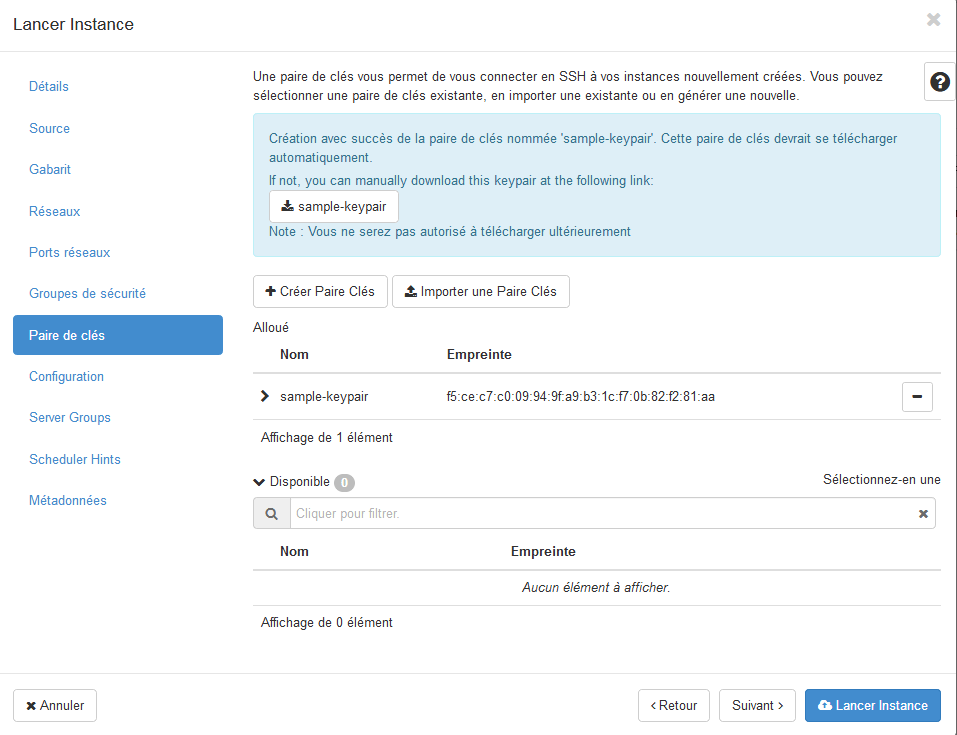 Lancer Instance
Détails
Source
Gabarit
Réseaux
Ports réseaux
Groupes de sécurité
Paire de clés
Configuration
Server Groups
Scheduler Hints
Métadonnées
Une paire de clés vous permet de vous connecter en SSH à vos instances nouvellement créées. Vous pouvez
sélectionner une paire de clés existante, en importer une existante ou en générer une nouvelle.
Création avec succès de la paire de clés nommée 'sample-keypair'. Cette paire de clés devrait se télécharger
automatiquement.
If not, you can manually download this keypair at the following link:
sample-keypair
Note : Vous ne serez pas autorisé à télécharger ultérieurement
Créer Paire Clés Importer une Paire Clés
Alloué
Nom Empreinte
sample-keypair f5:ce:c7:c0:09:94:9f:a9:b3:1c:f7:0b:82:f2:81:aa
Affichage de 1 élément
Disponible 0 Sélectionnez-en une
Cliquer pour filtrer.
Nom Empreinte
Aucun élément à afficher.
Affichage de 0 élément
Annuler < Retour Suivant > Lancer Instance